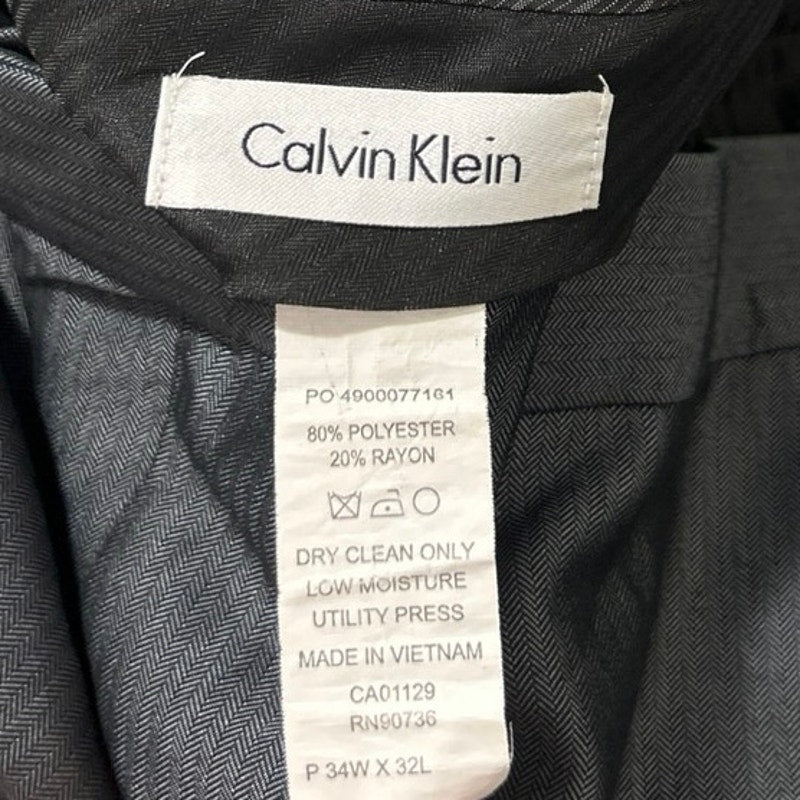 Calvin Klein
PO 4900077161
80% POLYESTER
20% RAYON
DRY CLEAN ONLY
LOW MOISTURE
UTILITY PRESS
MADE IN VIETNAM
CA01129
RN90736
P 34W X 32L